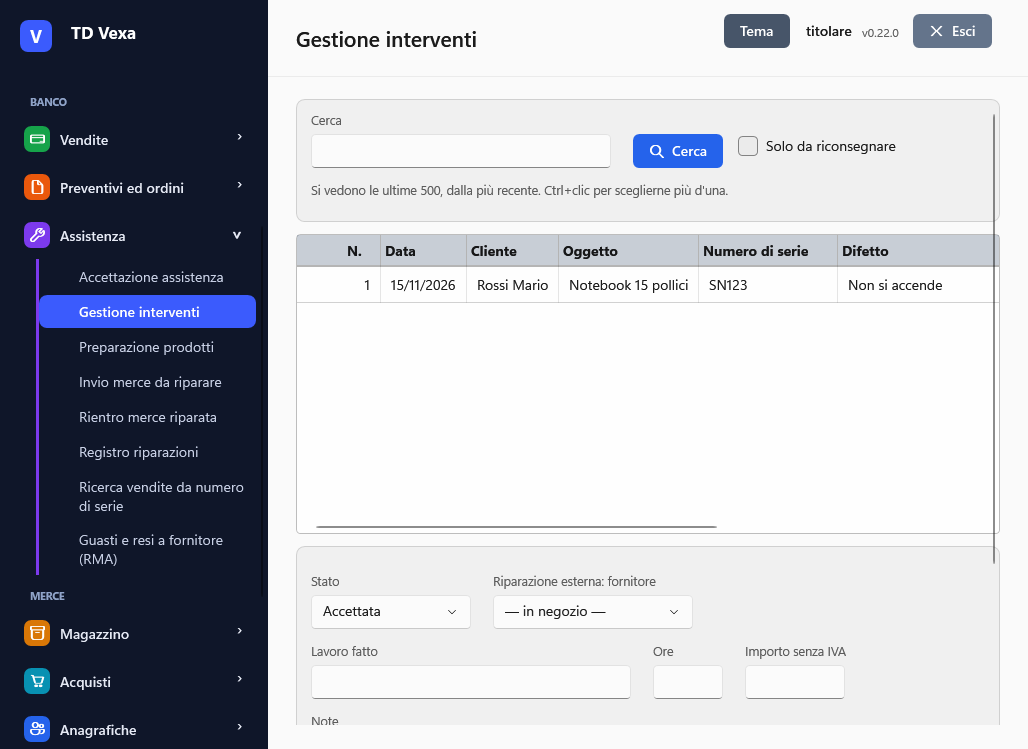 V
TD Vexa
BANCO
Vendite
Preventivi ed ordini
Assistenza
Accettazione assistenza
Gestione interventi
Preparazione prodotti
Invio merce da riparare
Rientro merce riparata
Registro riparazioni
Ricerca vendite da numero
di serie
Guasti e resi a fornitore
(RMA)
MERCE
Magazzino
Acquisti
Anagrafiche
Gestione interventi
Tema
titolare v0.22.0
Esci
Cerca
Cerca
Solo da riconsegnare
Si vedono le ultime 500, dalla più recente. Ctrl+clic per sceglierne più d'una.
N. Data Cliente Oggetto Numero di serie Difetto
1 15/11/2026 Rossi Mario Notebook 15 pollici SN123 Non si accende
Stato Riparazione esterna: fornitore
Accettata — in negozio —
Lavoro fatto Ore Importo senza IVA
Note